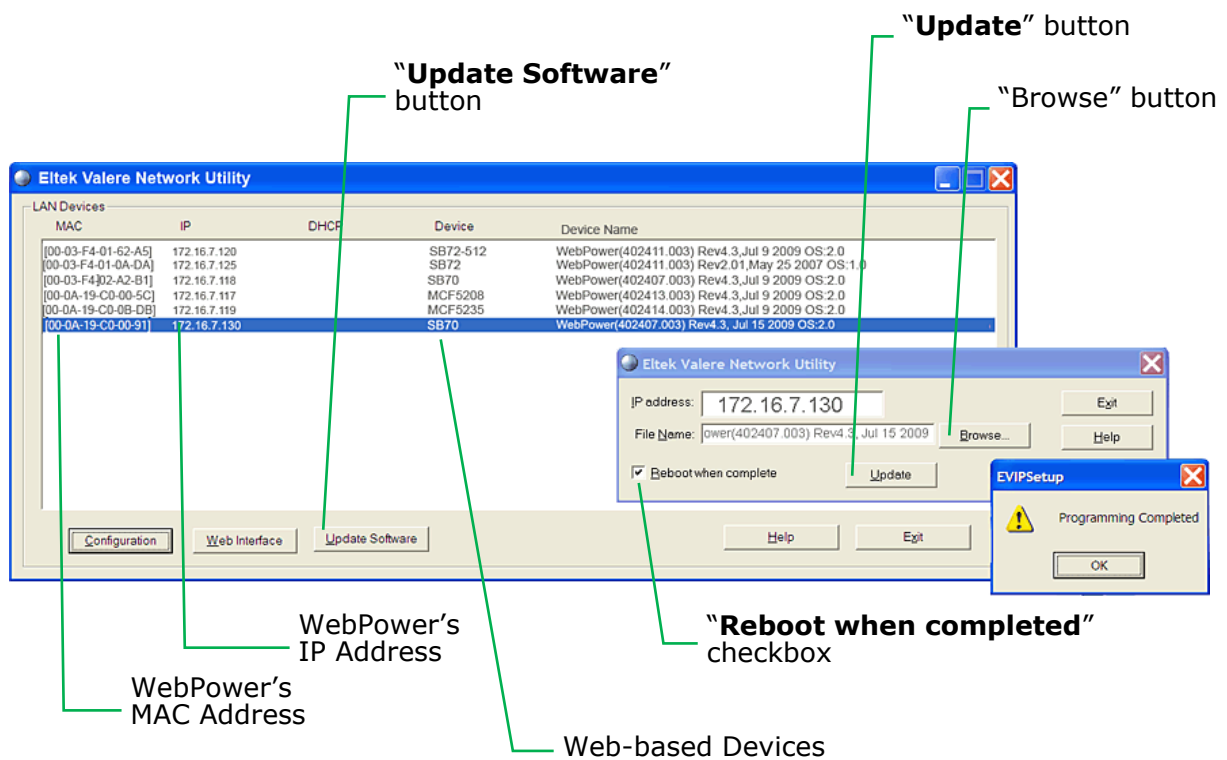 “Update” button
“Update Software”
button
“Browse” button
Eltek Valere Network Utility
LAN Devices
MAC IP DHCP Device Device Name
[00-03-F4-01-62-A5] 172.16.7.120 SB72-512 WebPower(402411.003) Rev4.3,Jul 9 2009 OS:2.0
[00-03-F4-01-0A-DA] 172.16.7.125 SB72 WebPower(402411.003) Rev2.01,May 25 2007 OS:1.0
[00-03-F4]02-A2-B1] 172.16.7.118 SB70 WebPower(402407.003) Rev4.3,Jul 9 2009 OS:2.0
[00-0A-19-C0-00-5C] 172.16.7.117 MCF5208 WebPower(402413.003) Rev4.3,Jul 9 2009 OS:2.0
[00-0A-19-C0-0B-DB] 172.16.7.119 MCF5235 WebPower(402414.003) Rev4.3,Jul 9 2009 OS:2.0
[00-0A-19-C0-00-91] 172.16.7.130 SB70 WebPower(402407.003) Rev4.3, Jul 15 2009 OS:2.0
Eltek Valere Network Utility
IP address: 172.16.7.130 Exit
File Name: ower(402407.003) Rev4.3, Jul 15 2009 Browse... Help
Reboot when complete Update
EVIPSetup
Programming Completed
OK
Configuration Web Interface Update Software Help Exit
WebPower’s
IP Address
“Reboot when completed”
checkbox
WebPower’s
MAC Address
Web-based Devices